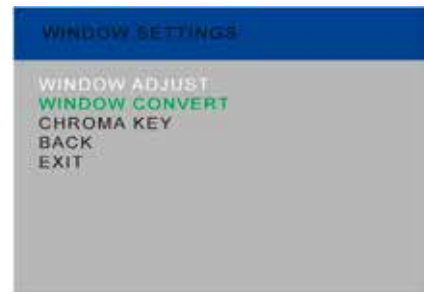 WINDOW SETTINGS
WINDOW ADJUST
WINDOW CONVERT
CHROMA KEY
BACK
EXIT